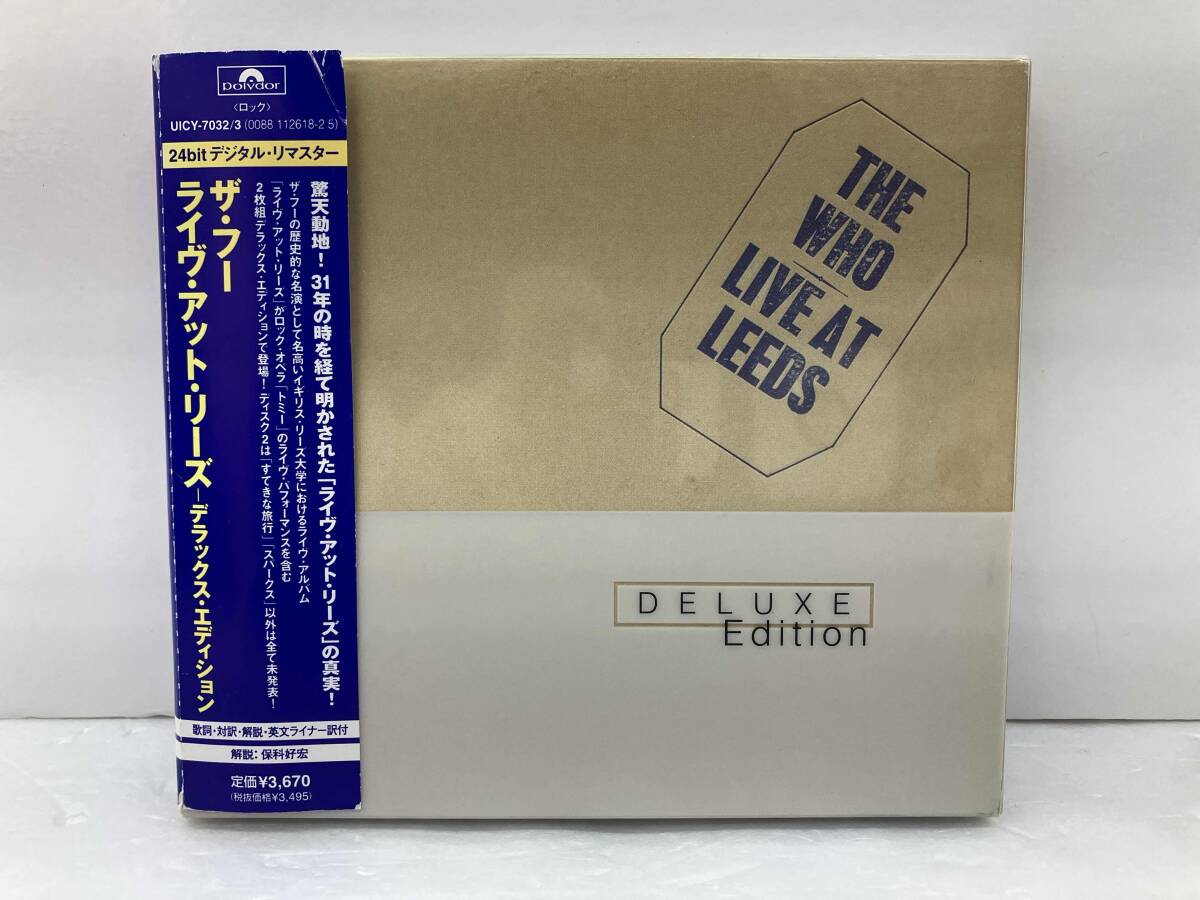 polydor
〈ロック〉
UICY-7032/3 (0088 112618-2 5)
24bit デジタル・リマスター
ザ・フー
ライヴ・アット・リーズ–デラックス・エディション
驚天動地！31年の時を経て明かされた「ライヴ・アット・リーズ」の真実！
ザ・フーの歴史的な名演として名高いイギリス・リーズ大学におけるライヴ・アルバム
「ライヴ・アット・リーズ」がロック・オペラ「トミー」のライヴ・パフォーマンスを含む
2枚組デラックス・エディションで登場！ディスク2は「すてきな旅行」「スパークス」以外は全て未発表！
歌詞・対訳・解説・英文ライナー訳付
解説：保科好宏
定価¥3,670
(税抜価格¥3,495)
THE
WHO
LIVE AT
LEEDS
DELUXE
Edition